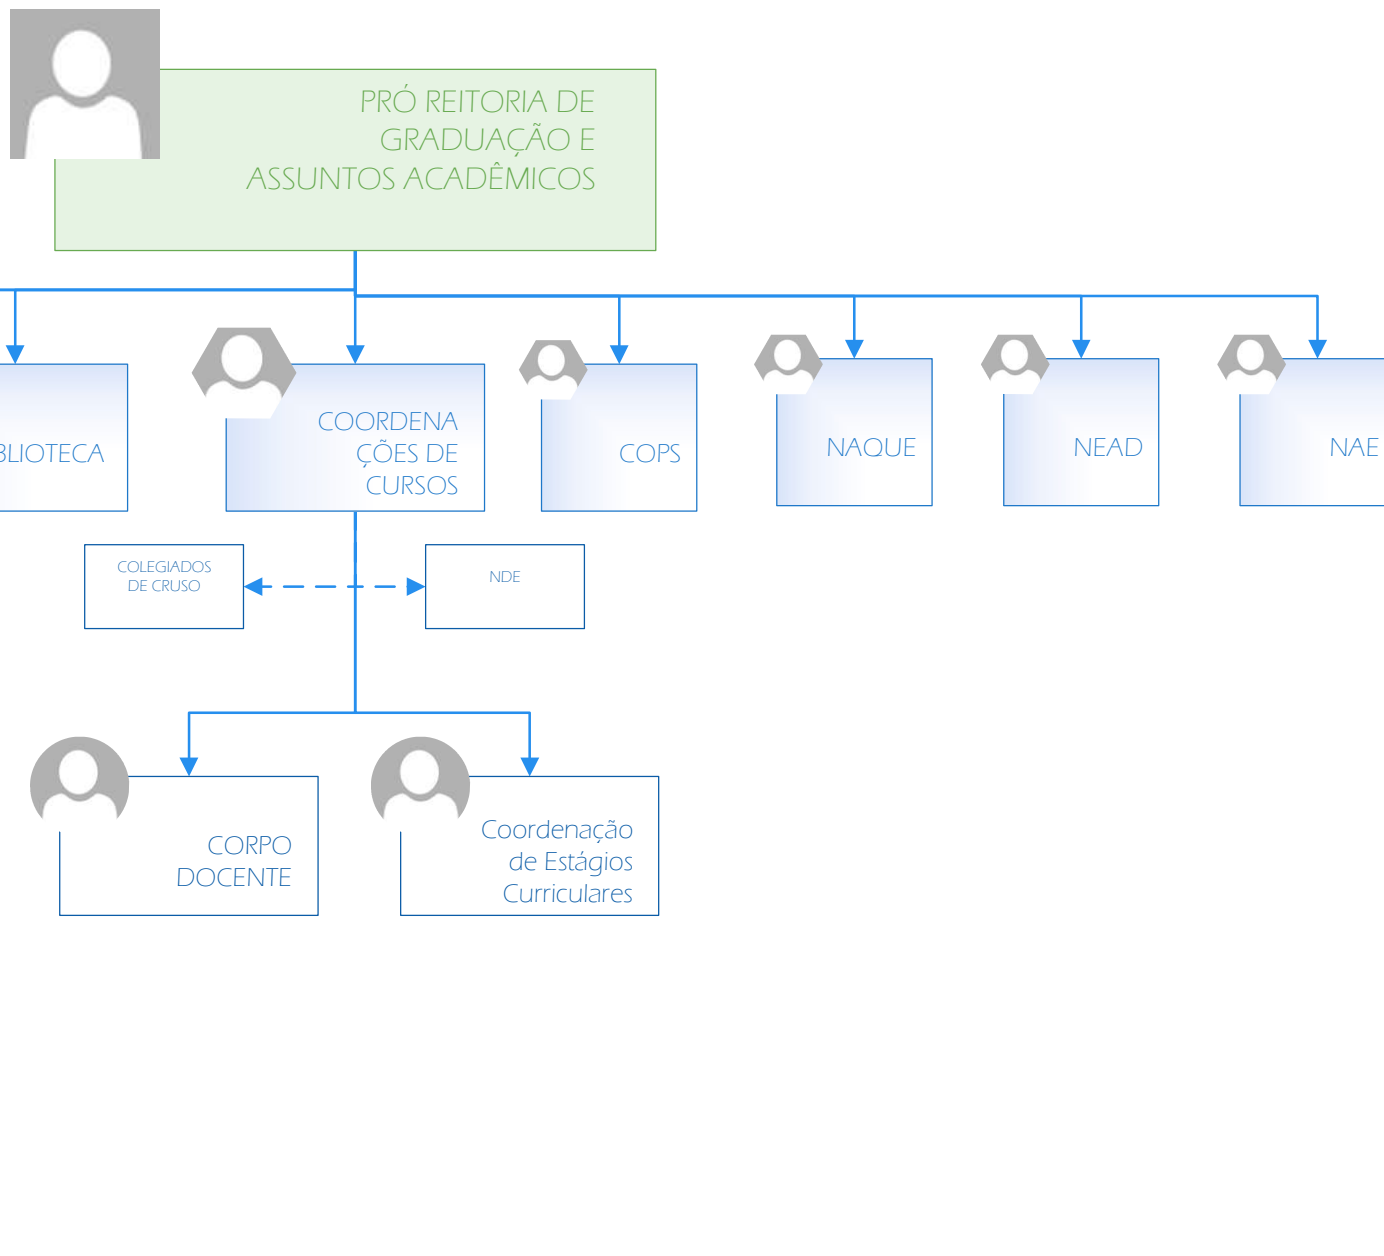 PRÓ REITORIA DE
GRADUAÇÃO E
ASSUNTOS ACADÊMICOS
BLIOTECA
COORDENA
ÇÕES DE
CURSOS
COPS
NAQUE
NEAD
NAE
COLEGIADOS
DE CRUSO
NDE
CORPO
DOCENTE
Coordenação
de Estágios
Curriculares